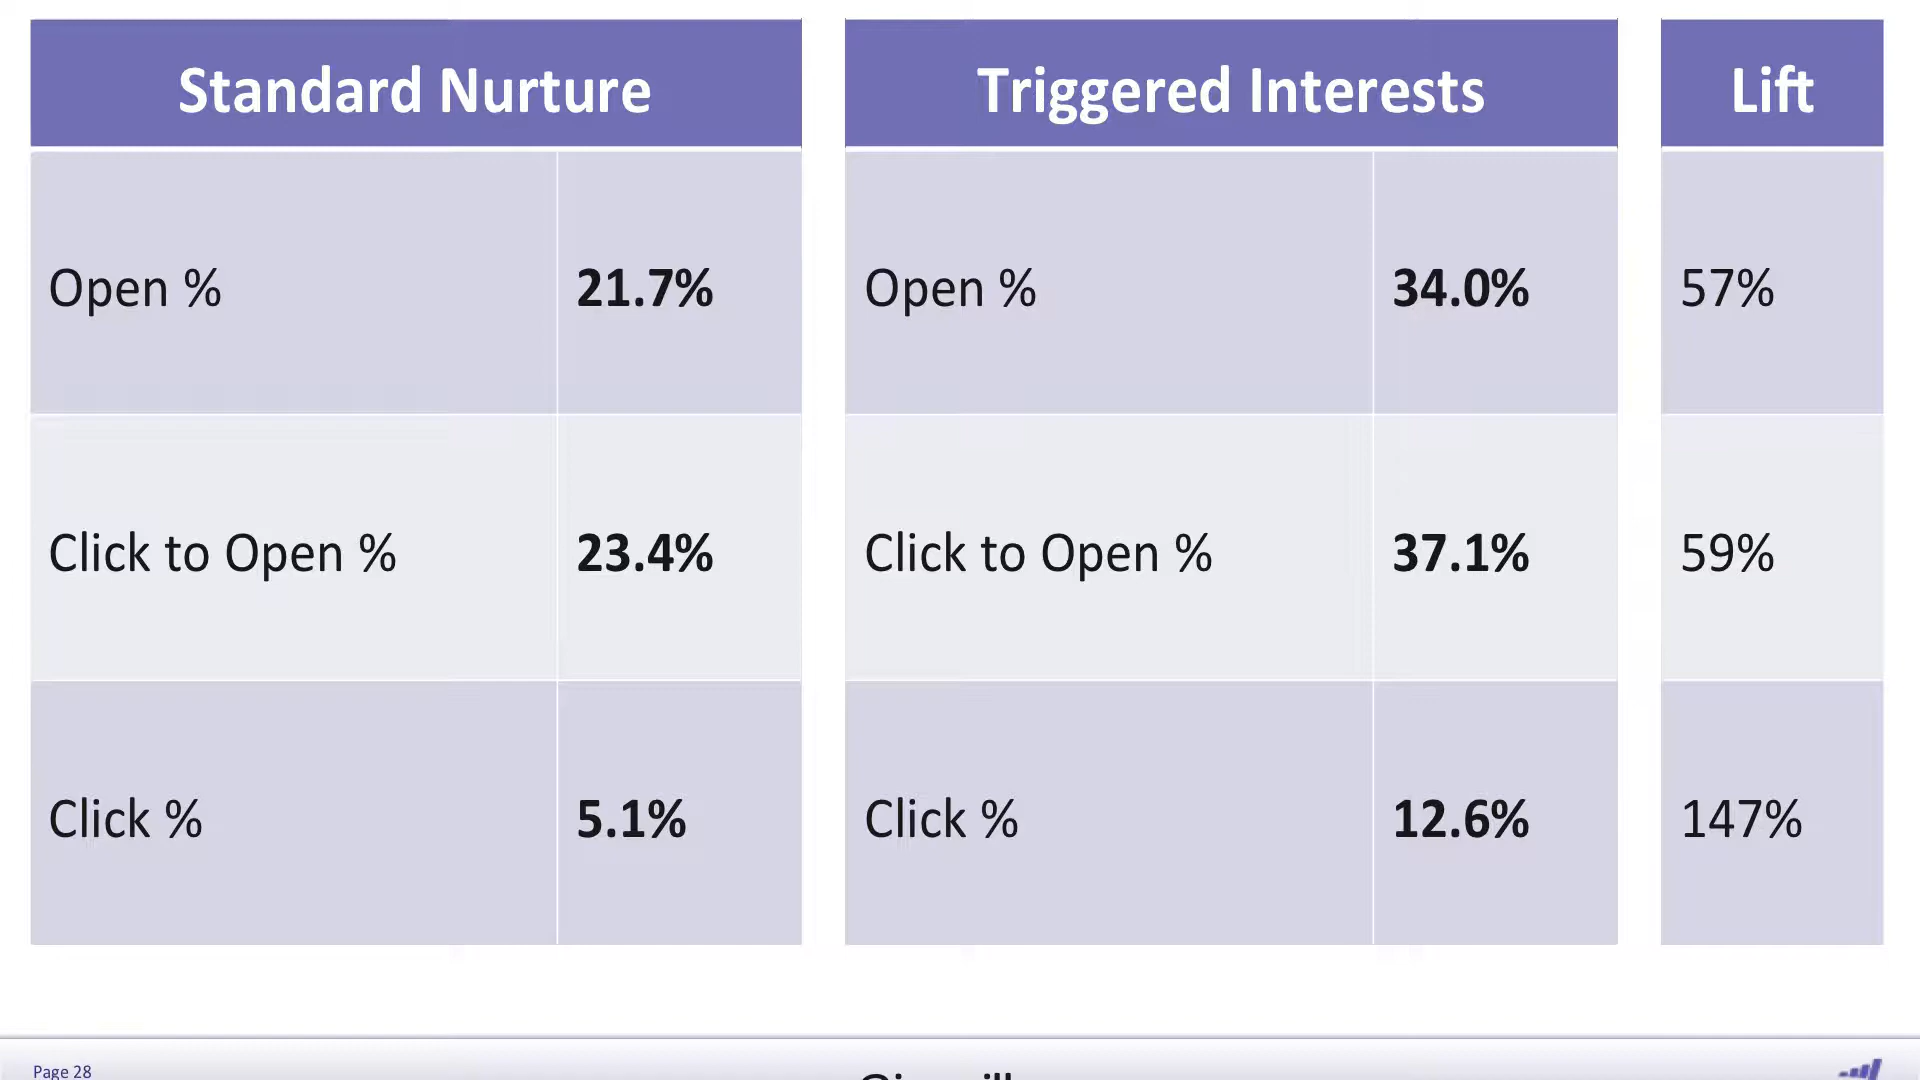 Standard Nurture
Triggered Interests
Lift
Open %
21.7%
Open %
34.0%
57%
Click to Open %
23.4%
Click to Open %
37.1%
59%
Click %
5.1%
Click %
12.6%
147%
Page 28